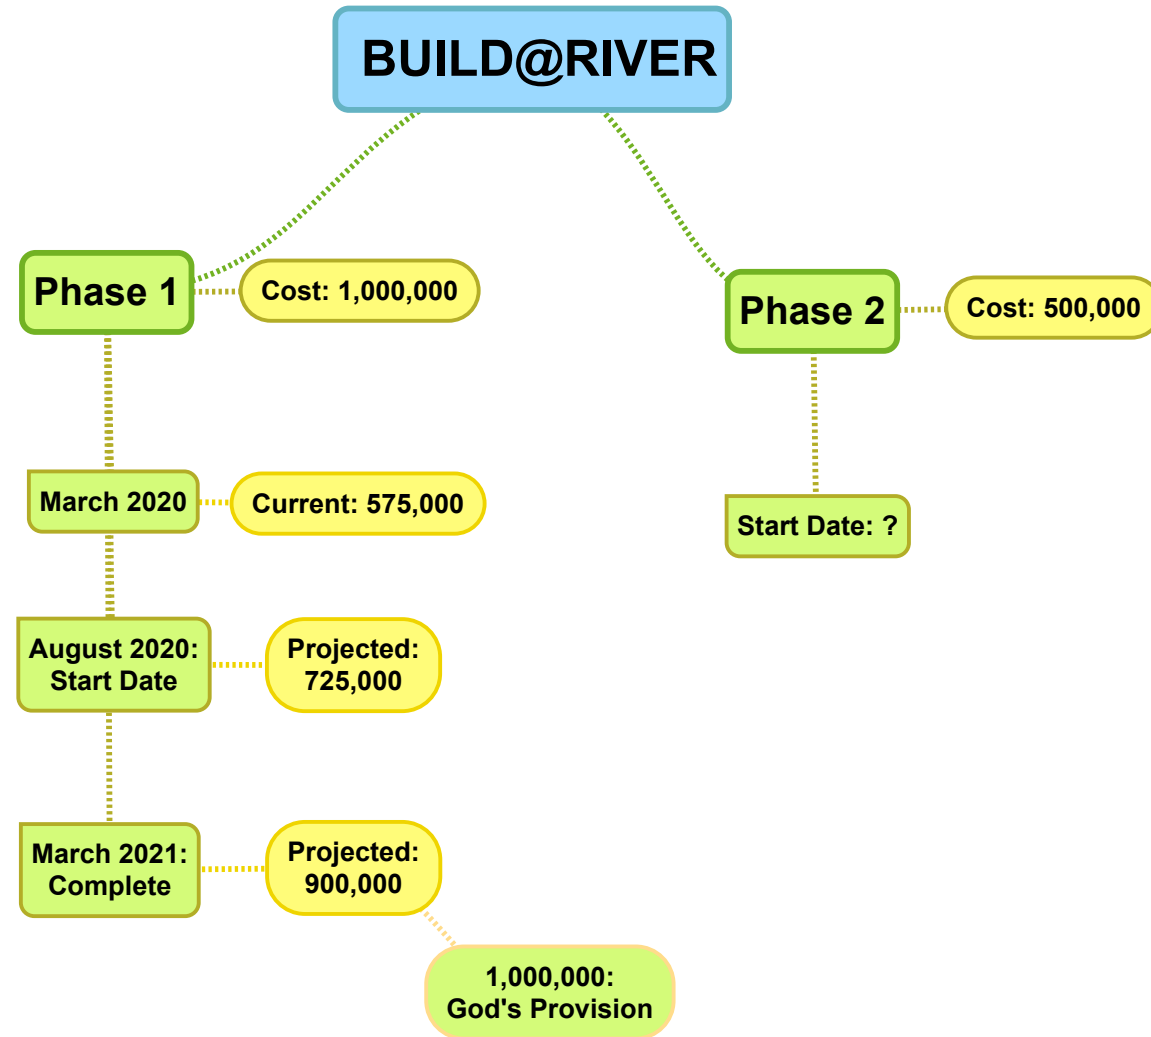 BUILD@RIVER
Phase 1
Cost: 1,000,000
March 2020
Current: 575,000
August 2020:
Start Date
Projected:
725,000
March 2021:
Complete
Projected:
900,000
1,000,000:
God's Provision
Phase 2
Cost: 500,000
Start Date: ?